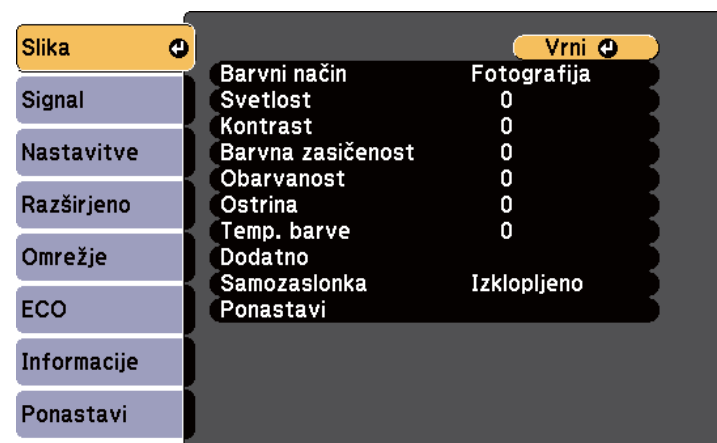 Slika
Signal
Nastavitve
Razširjeno
Omrežje
ECO
Informacije
Ponastavi
Vrni
Barvni način Fotografija
Svetlost 0
Kontrast 0
Barvna zasičenost 0
Obarvanost 0
Ostrina 0
Temp. barve 0
Dodatno
Samozaslonka Izklopljeno
Ponastavi